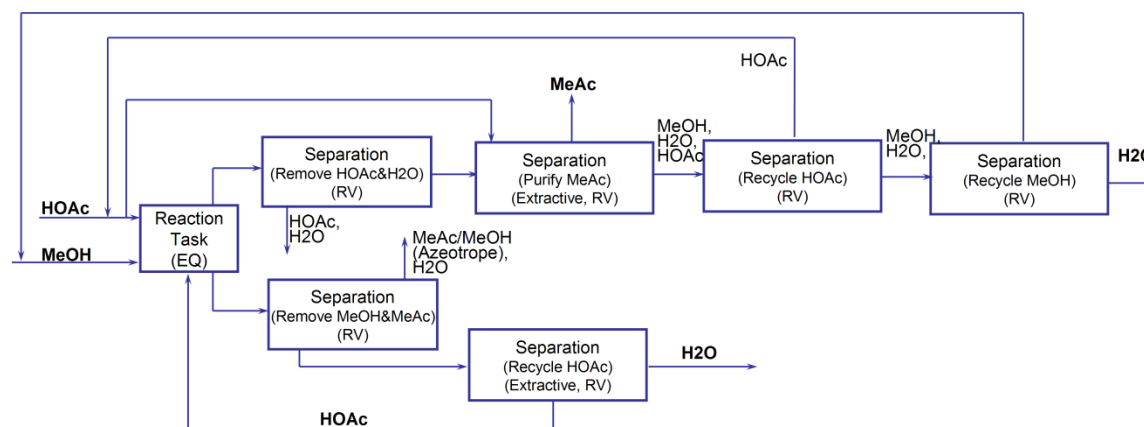 HOAc
MeAc
MeOH,
H2O,
HOAc
MeOH,
H2O,
H2O
Separation
(Remove HOAc&H2O)
(RV)
Separation
(Purify MeAc)
(Extractive, RV)
Separation
(Recycle HOAc)
(RV)
Separation
(Recycle MeOH)
(RV)
HOAc
MeOH
Reaction
Task
(EQ)
HOAc,
H2O
MeAc/MeOH
(Azeotrope),
H2O
Separation
(Remove MeOH&MeAc)
(RV)
Separation
(Recycle HOAc)
(Extractive, RV)
H2O
HOAc